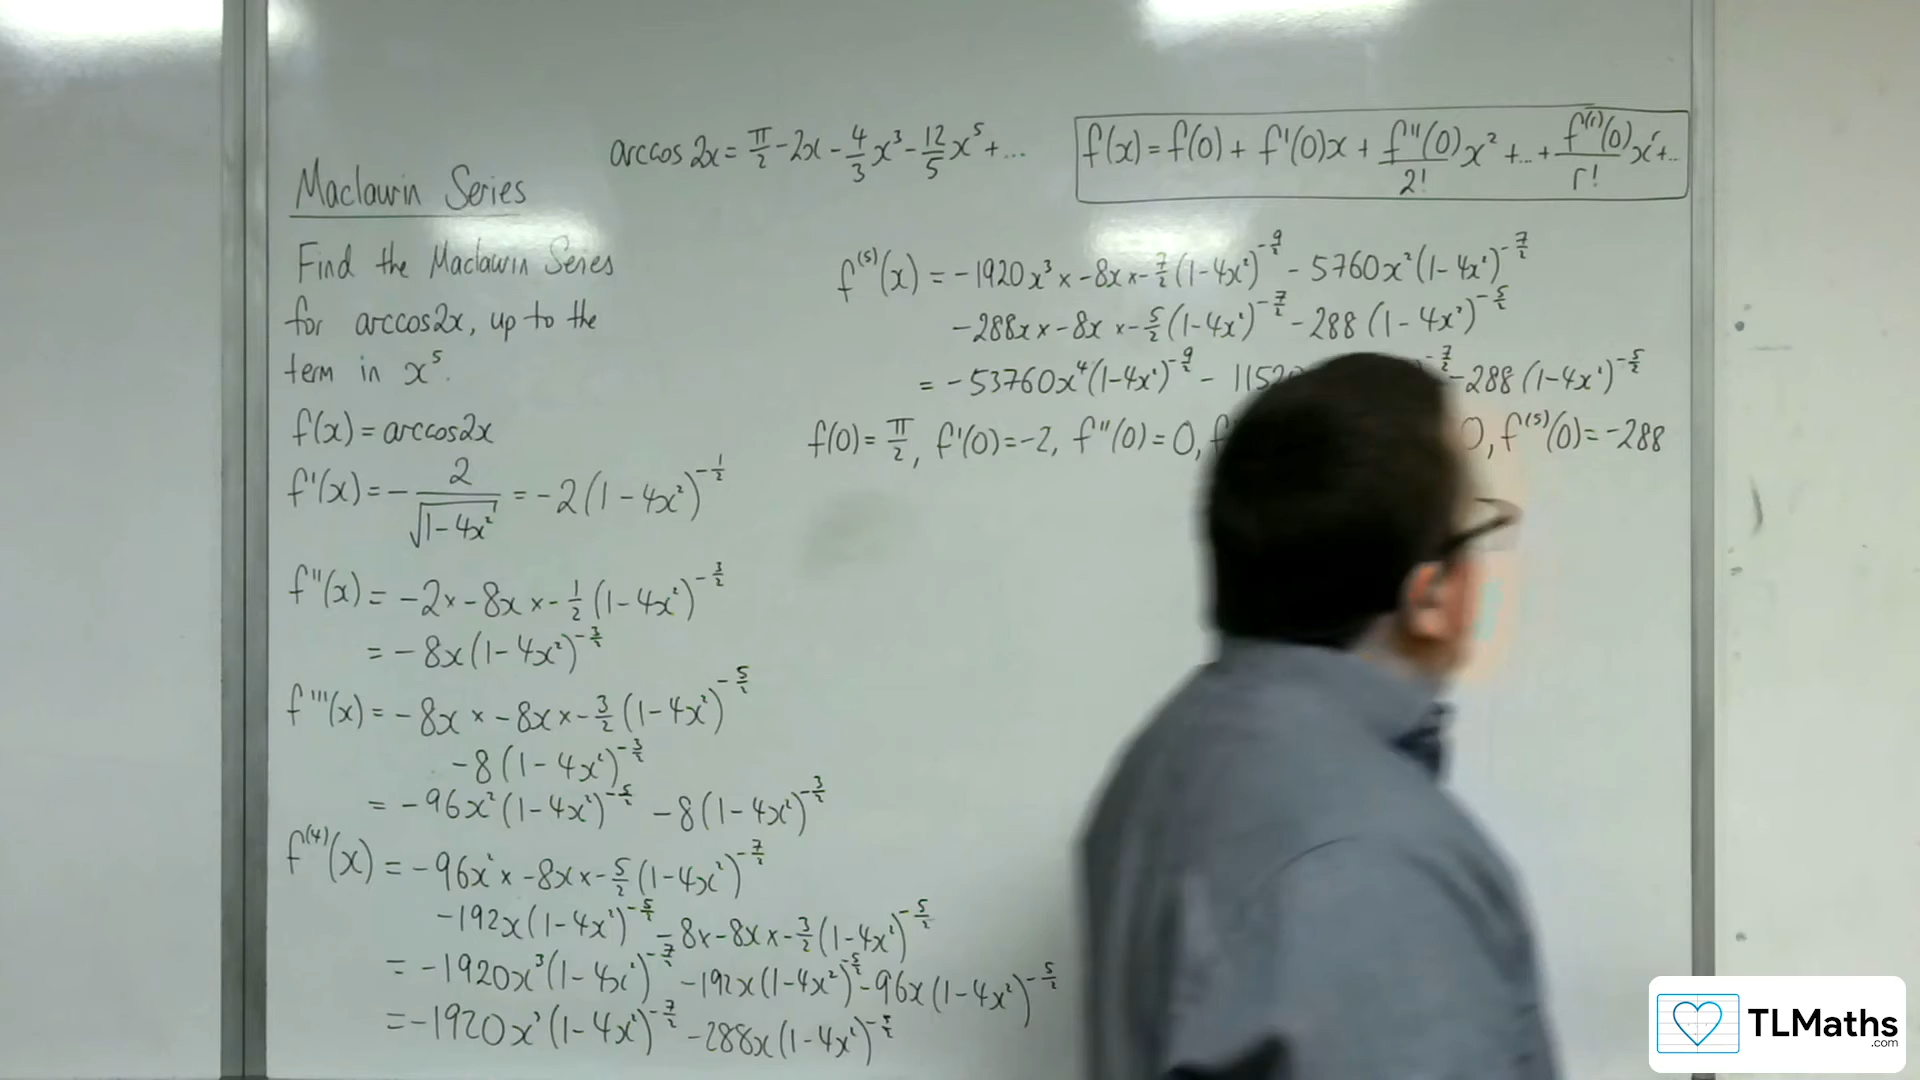 Maclaurin Series
Find the Maclaurin Series
for arccos2x, up to the
term in x⁵.
f(x) = arccos2x
f'(x) = - 2/√(1-4x²) = -2(1-4x²)^(-1/2)
f''(x) = -2 × -8x × -1/2 (1-4x²)^(-3/2)
= -8x(1-4x²)^(-3/2)
f'''(x) = -8x × -8x × -3/2 (1-4x²)^(-5/2)
-8(1-4x²)^(-3/2)
= -96x²(1-4x²)^(-5/2) -8(1-4x²)^(-3/2)
f⁽⁴⁾(x) = -96x² × -8x × -5/2 (1-4x²)^(-7/2)
-192x(1-4x²)^(-5/2) -8x -8x × -3/2 (1-4x²)^(-5/2)
= -1920x³(1-4x²)^(-7/2) -192x(1-4x²)^(-5/2) -96x(1-4x²)^(-5/2)
= -1920x³(1-4x²)^(-7/2) -288x(1-4x²)^(-5/2)
arccos 2x = π/2 - 2x - 4/3 x³ - 12/5 x⁵ + ...
f(x) = f(0) + f'(0)x + f''(0)/2! x² + ... + f⁽ʳ⁾(0)/r! xʳ + ...
f⁽⁵⁾(x) = -1920x³ × -8x × -7/2 (1-4x²)^(-9/2) - 5760x²(1-4x²)^(-7/2)
-288x × -8x × -5/2 (1-4x²)^(-7/2) - 288(1-4x²)^(-5/2)
= -53760x⁴(1-4x²)^(-9/2) - 1152 ^(-7/2) -288(1-4x²)^(-5/2)
f(0) = π/2, f'(0) = -2, f''(0) = 0, f 0, f⁽⁵⁾(0) = -288
TLMaths
.com